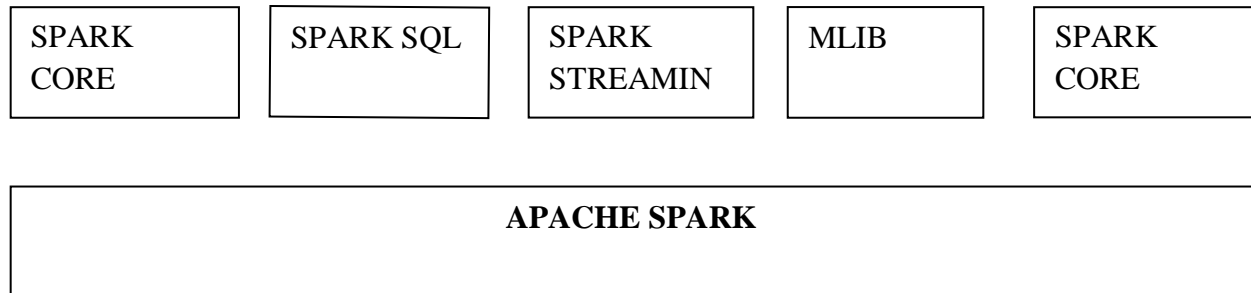 SPARK
CORE
SPARK SQL
SPARK
STREAMIN
MLIB
SPARK
CORE
APACHE SPARK